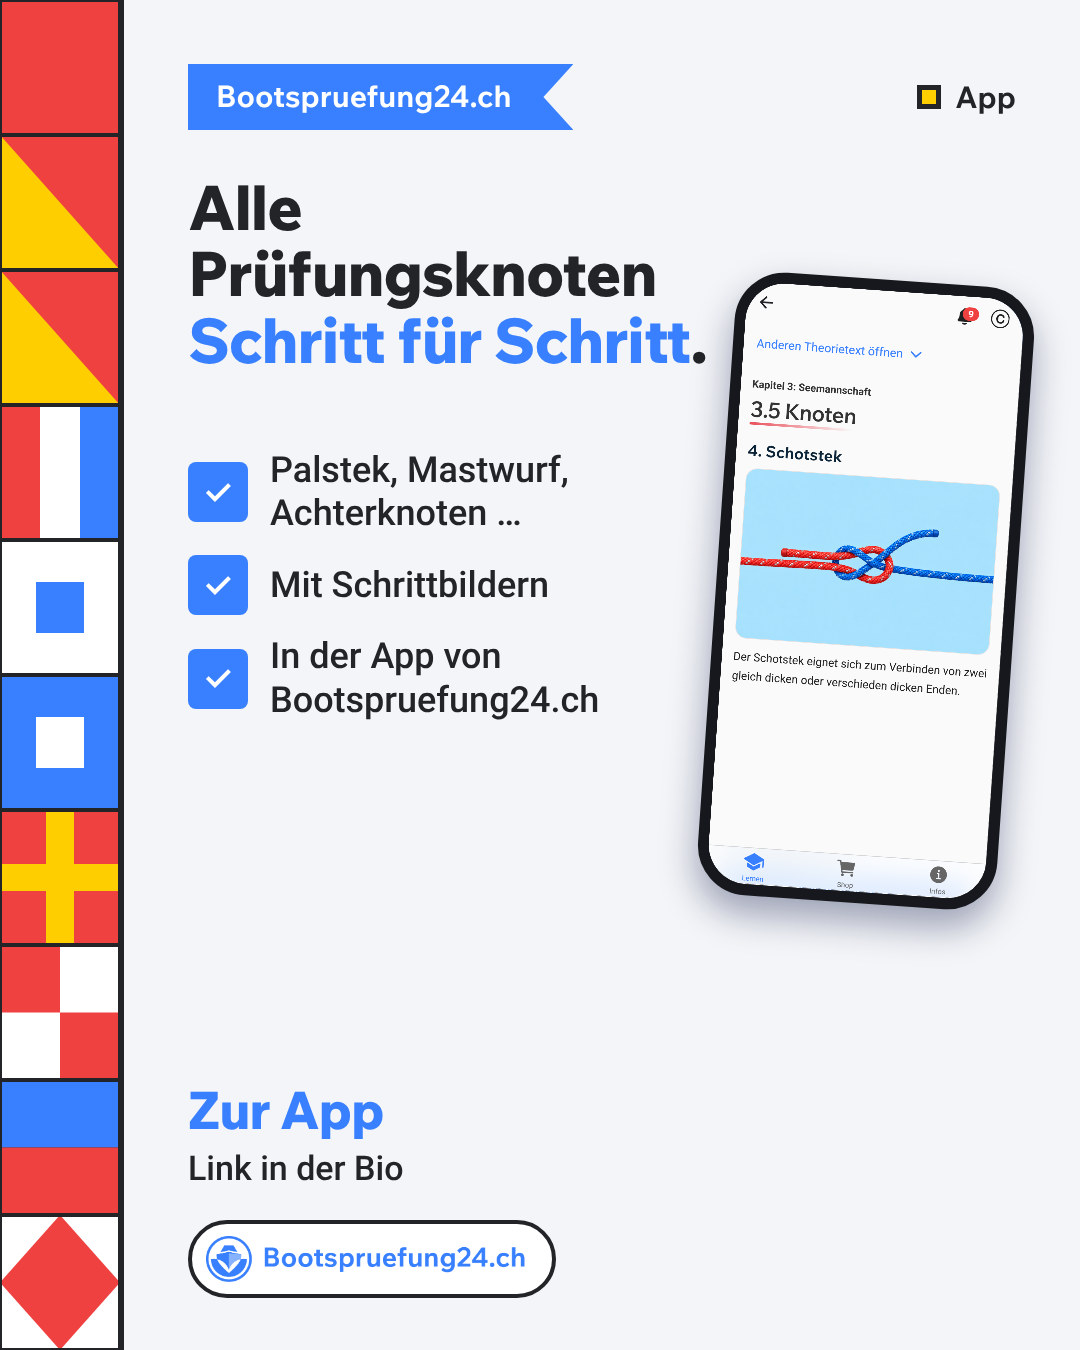 Bootspruefung24.ch
App
Alle
Prüfungsknoten
Schritt für Schritt.
Palstek, Mastwurf,
Achterknoten ...
Mit Schrittbildern
In der App von
Bootspruefung24.ch
9
Anderen Theorietext öffnen
Kapitel 3: Seemannschaft
3.5 Knoten
4. Schotstek
Der Schotstek eignet sich zum Verbinden von zwei
gleich dicken oder verschieden dicken Enden.
Lernen
Shop
Infos
Zur App
Link in der Bio
Bootspruefung24.ch